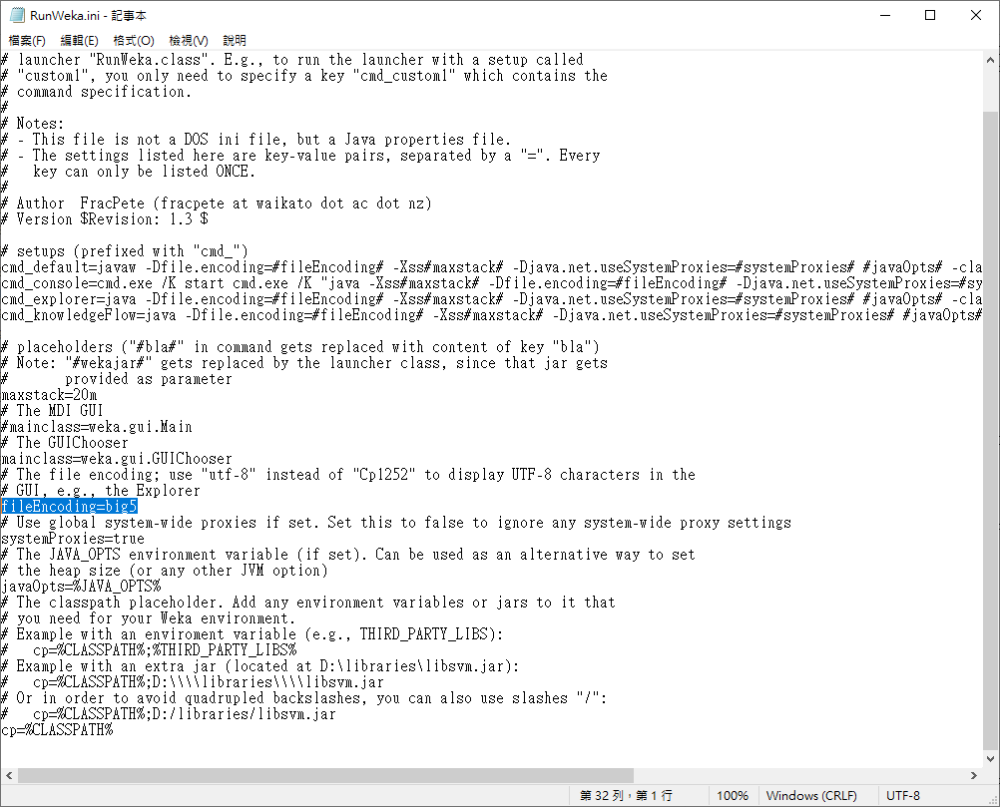 RunWeka.ini - 記事本
檔案(F) 編輯(E) 格式(O) 檢視(V) 說明
# launcher "RunWeka.class". E.g., to run the launcher with a setup called
# "custom1", you only need to specify a key "cmd_custom1" which contains the
# command specification.
#
# Notes:
# - This file is not a DOS ini file, but a Java properties file.
# - The settings listed here are key-value pairs, separated by a "=". Every
#   key can only be listed ONCE.
#
# Author  FracPete (fracpete at waikato dot ac dot nz)
# Version $Revision: 1.3 $
# setups (prefixed with "cmd_")
cmd_default=javaw -Dfile.encoding=#fileEncoding# -Xss#maxstack# -Djava.net.useSystemProxies=#systemProxies# #javaOpts# -cla
cmd_console=cmd.exe /K start cmd.exe /K "java -Xss#maxstack# -Dfile.encoding=#fileEncoding# -Djava.net.useSystemProxies=#sy
cmd_explorer=java -Dfile.encoding=#fileEncoding# -Xss#maxstack# -Djava.net.useSystemProxies=#systemProxies# #javaOpts# -cla
cmd_knowledgeFlow=java -Dfile.encoding=#fileEncoding# -Xss#maxstack# -Djava.net.useSystemProxies=#systemProxies# #javaOpts#
# placeholders ("#bla#" in command gets replaced with content of key "bla")
# Note: "#wekajar#" gets replaced by the launcher class, since that jar gets
#       provided as parameter
maxstack=20m
# The MDI GUI
#mainclass=weka.gui.Main
# The GUIChooser
mainclass=weka.gui.GUIChooser
# The file encoding; use "utf-8" instead of "Cp1252" to display UTF-8 characters in the
# GUI, e.g., the Explorer
fileEncoding=big5
# Use global system-wide proxies if set. Set this to false to ignore any system-wide proxy settings
systemProxies=true
# The JAVA_OPTS environment variable (if set). Can be used as an alternative way to set
# the heap size (or any other JVM option)
javaOpts=%JAVA_OPTS%
# The classpath placeholder. Add any environment variables or jars to it that
# you need for your Weka environment.
# Example with an enviroment variable (e.g., THIRD_PARTY_LIBS):
#   cp=%CLASSPATH%;%THIRD_PARTY_LIBS%
# Example with an extra jar (located at D:\libraries\libsvm.jar):
#   cp=%CLASSPATH%;D:\\\\libraries\\\\libsvm.jar
# Or in order to avoid quadrupled backslashes, you can also use slashes "/":
#   cp=%CLASSPATH%;D:/libraries/libsvm.jar
cp=%CLASSPATH%
第 32 列，第 1 行 100% Windows (CRLF) UTF-8